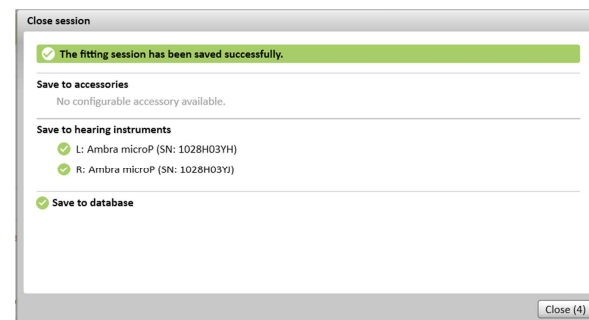 Close session
The fitting session has been saved successfully.
Save to accessories
No configurable accessory available.
Save to hearing instruments
L: Ambra microP (SN: 1028H03YH)
R: Ambra microP (SN: 1028H03YJ)
Save to database
Close (4)